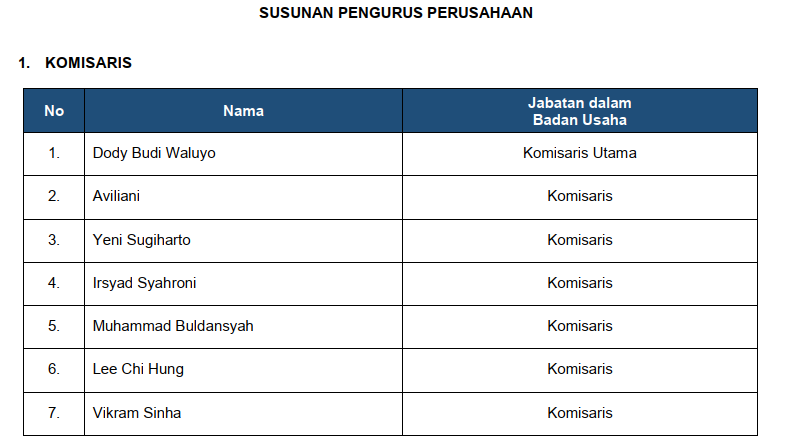 SUSUNAN PENGURUS PERUSAHAAN
1. KOMISARIS
No Nama Jabatan dalam
Badan Usaha
1. Dody Budi Waluyo Komisaris Utama
2. Aviliani Komisaris
3. Yeni Sugiharto Komisaris
4. Irsyad Syahroni Komisaris
5. Muhammad Buldansyah Komisaris
6. Lee Chi Hung Komisaris
7. Vikram Sinha Komisaris